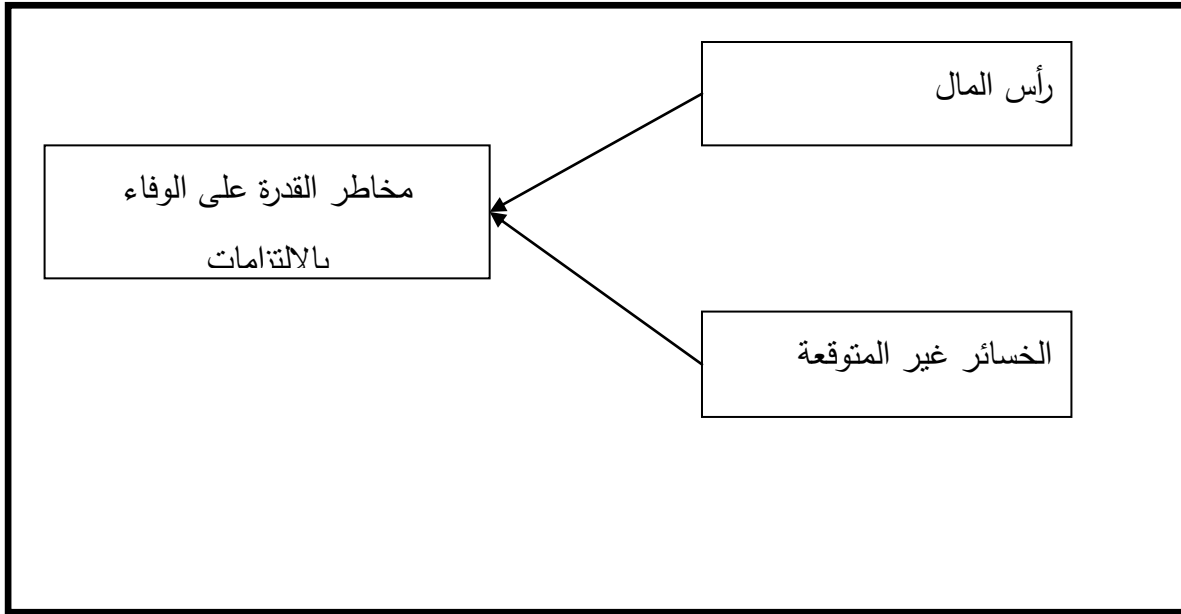 رأس المال
مخاطر القدرة على الوفاء
بالالتزامات
الخسائر غير المتوقعة